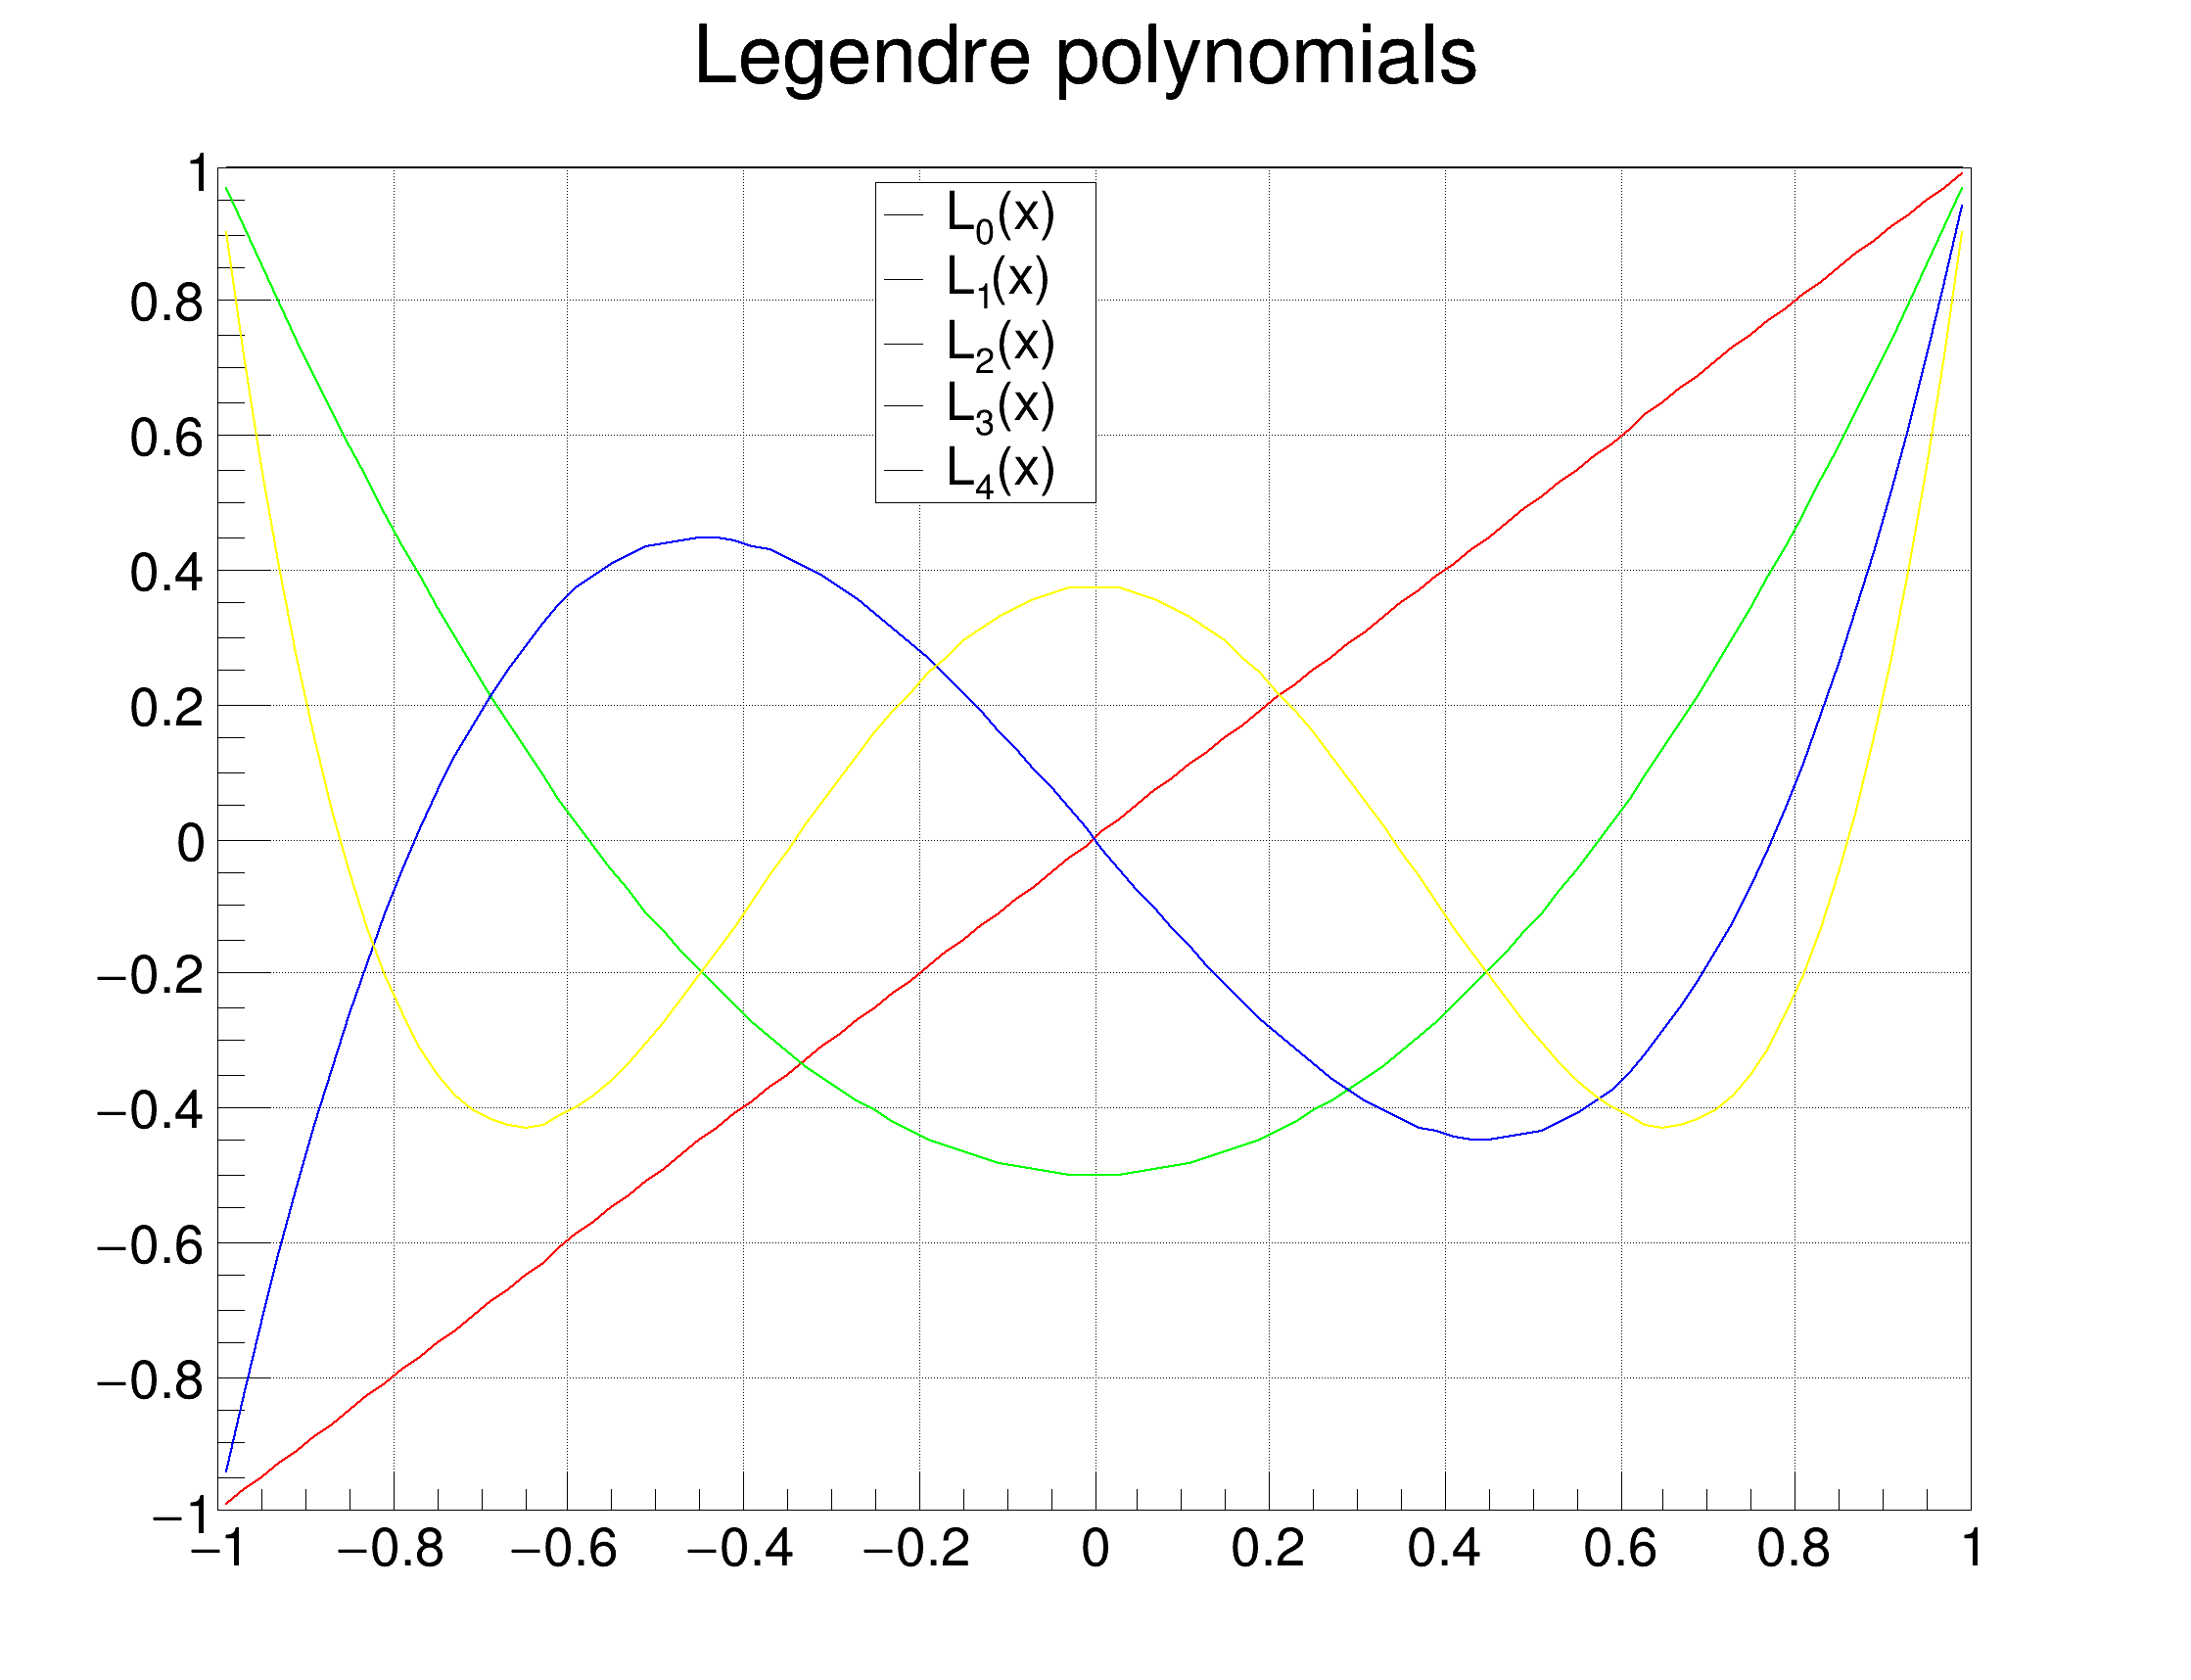 Legendre polynomials
L₀(x)
L₁(x)
L₂(x)
L₃(x)
L₄(x)
1
0.8
0.6
0.4
0.2
0
−0.2
−0.4
−0.6
−0.8
−1
−1 −0.8 −0.6 −0.4 −0.2 0 0.2 0.4 0.6 0.8 1